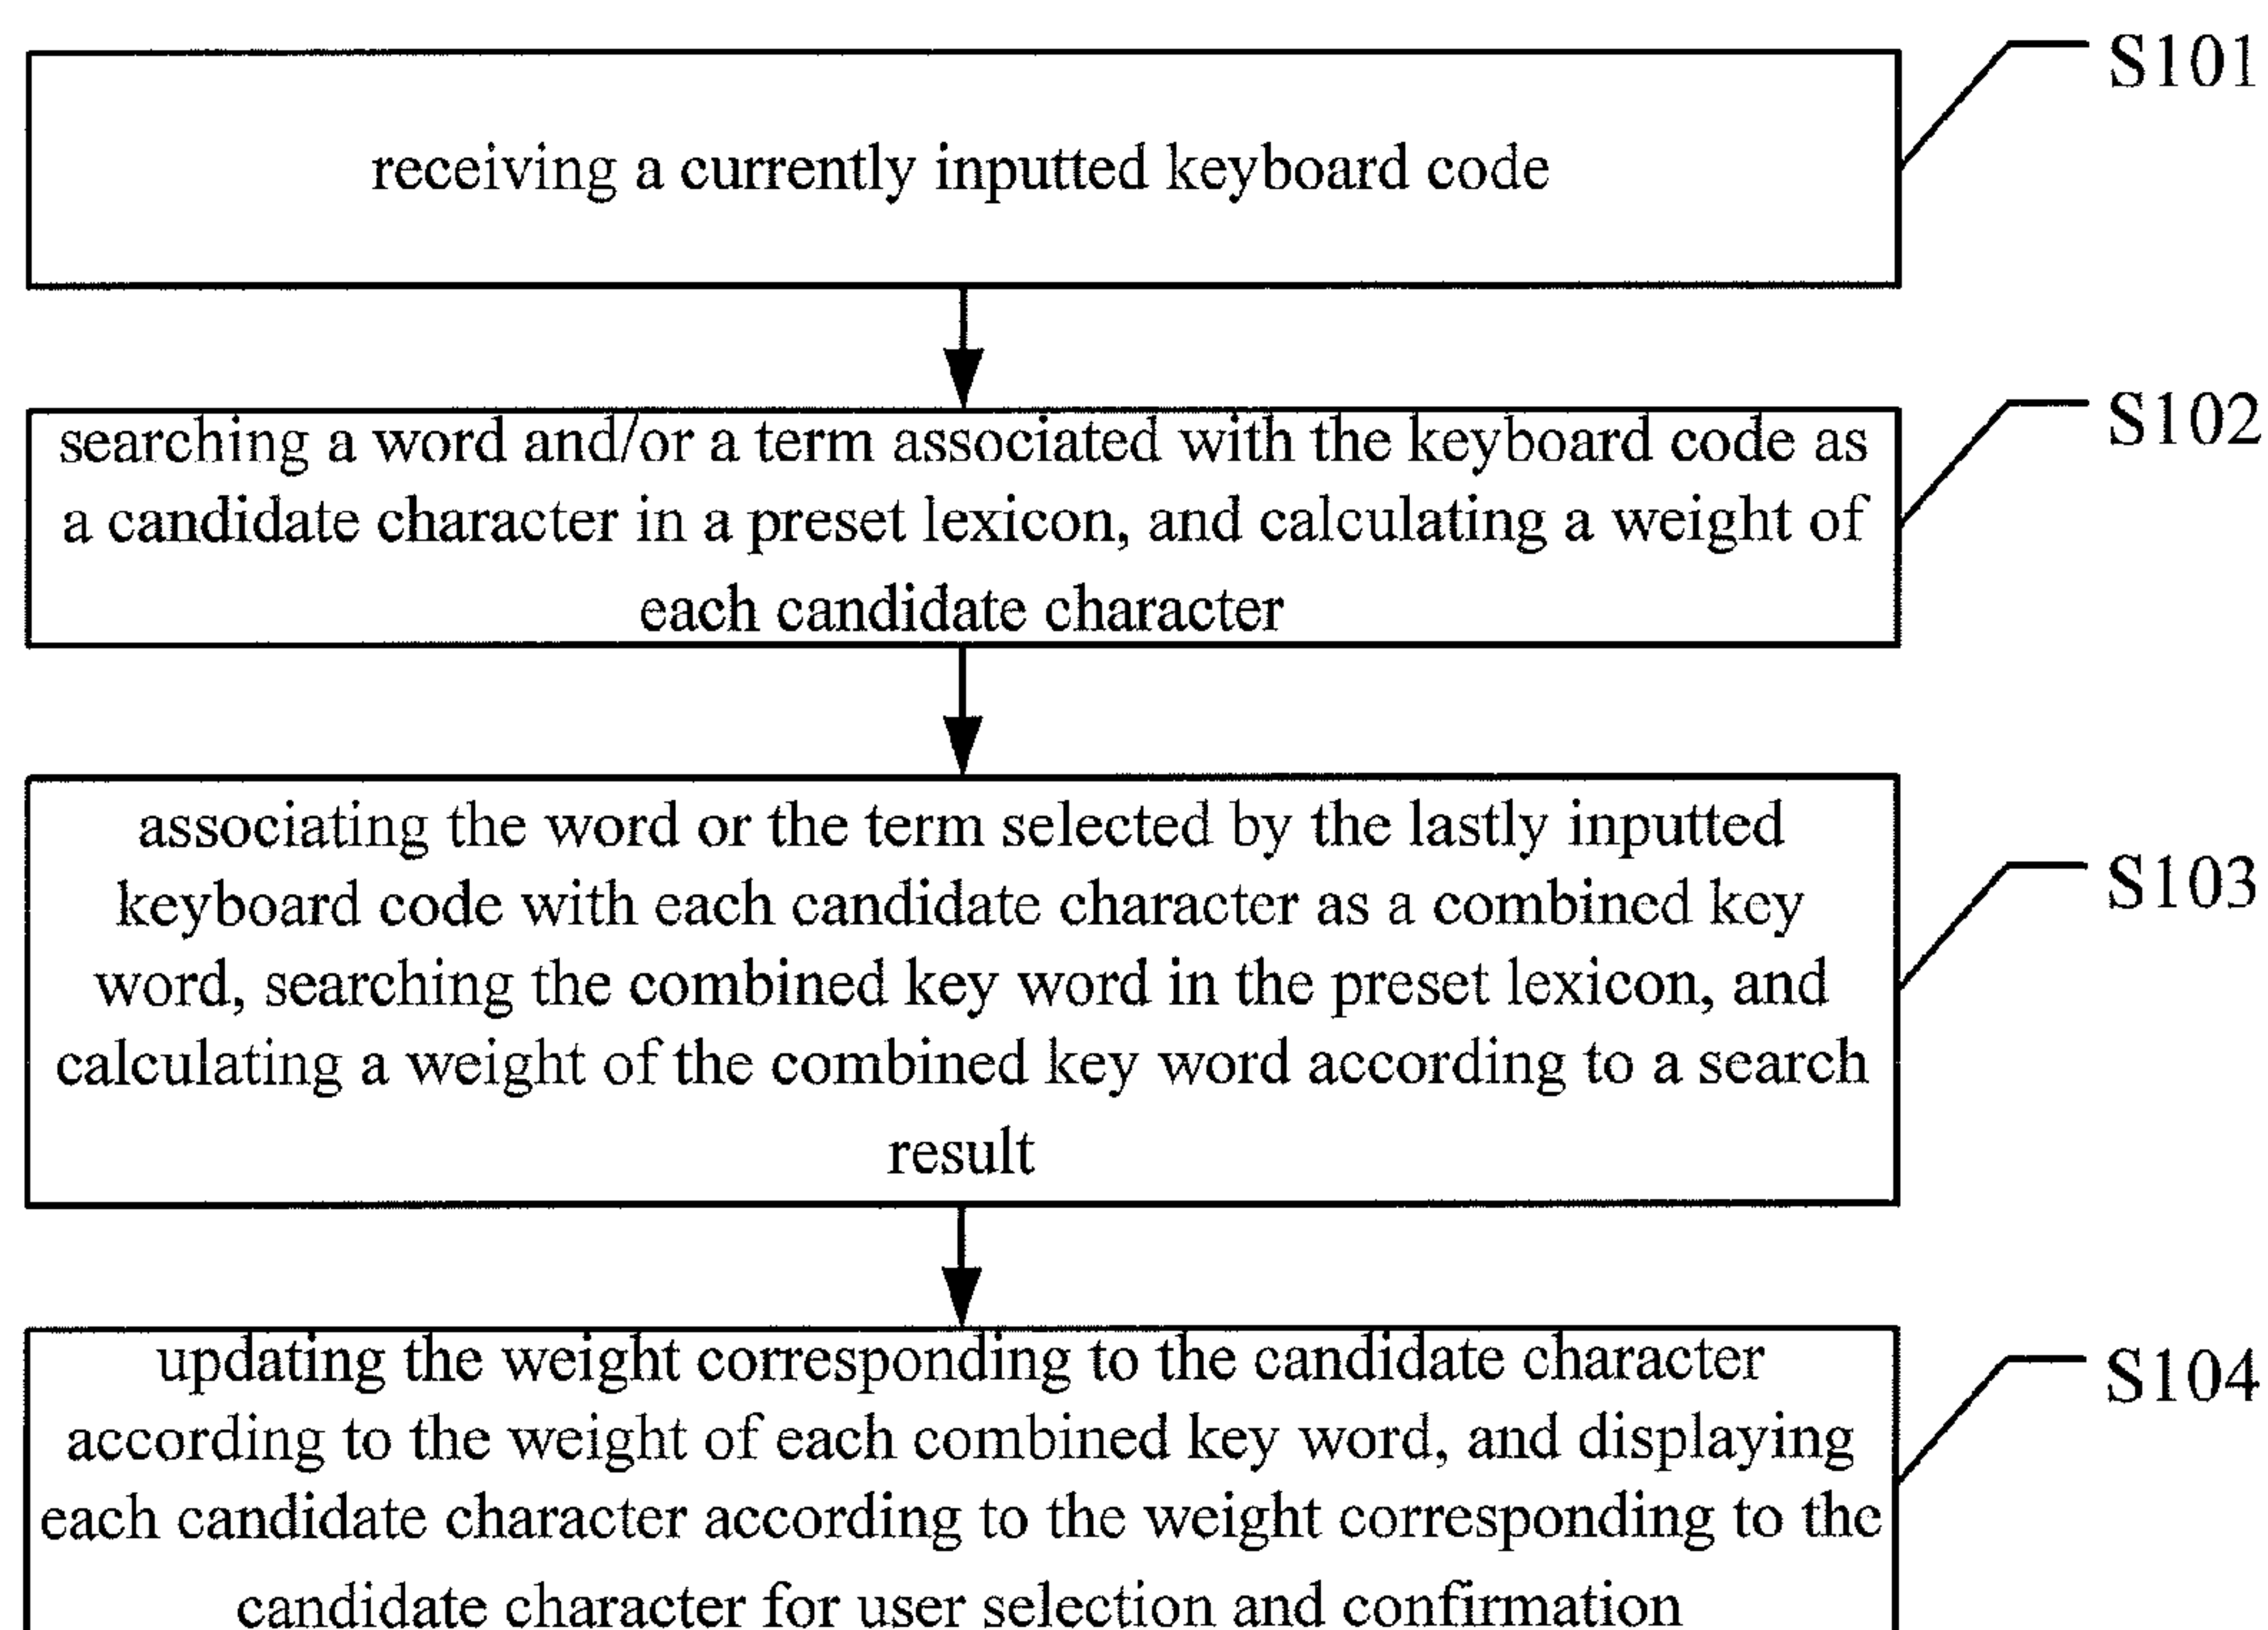 receiving a currently inputted keyboard code
S101
searching a word and/or a term associated with the keyboard code as
a candidate character in a preset lexicon, and calculating a weight of
each candidate character
S102
associating the word or the term selected by the lastly inputted
keyboard code with each candidate character as a combined key
word, searching the combined key word in the preset lexicon, and
calculating a weight of the combined key word according to a search
result
S103
updating the weight corresponding to the candidate character
according to the weight of each combined key word, and displaying
each candidate character according to the weight corresponding to the
candidate character for user selection and confirmation
S104